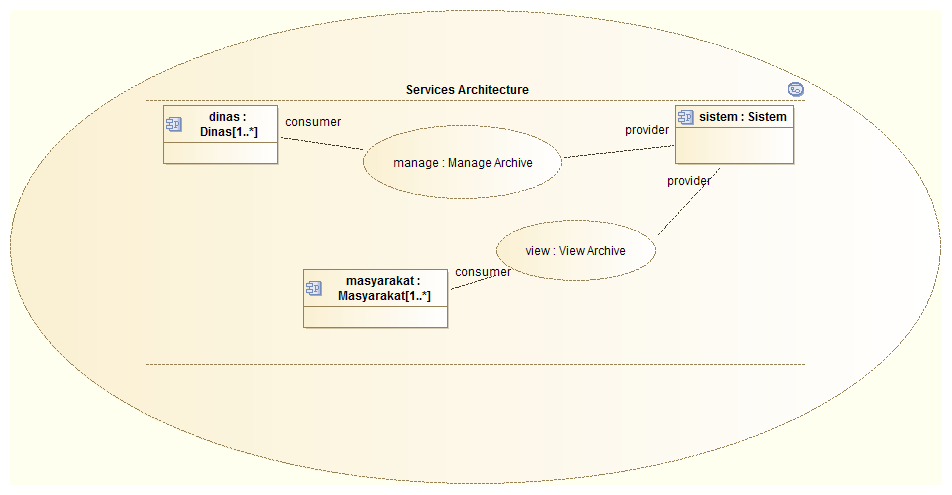 Services Architecture
dinas :
Dinas[1..*]
consumer
manage : Manage Archive
provider
sistem : Sistem
provider
view : View Archive
consumer
masyarakat :
Masyarakat[1..*]